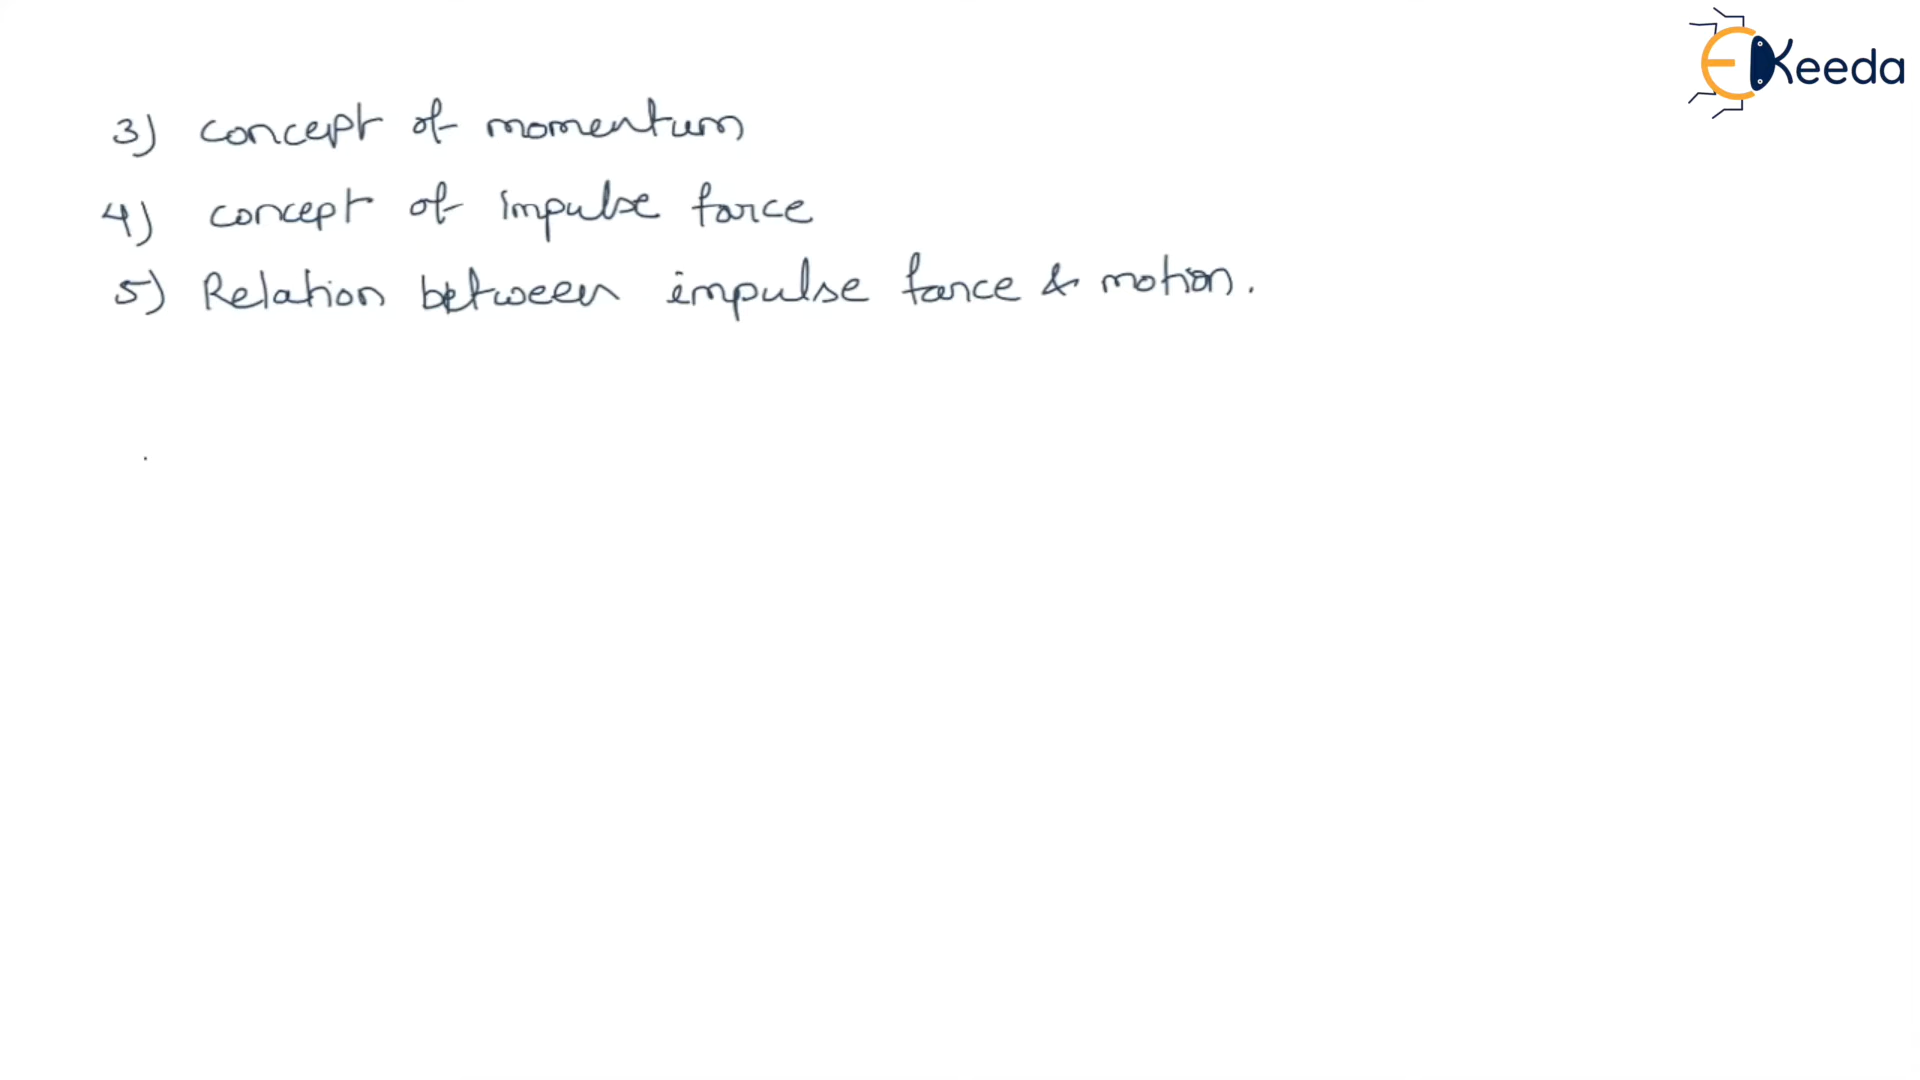 EKeeda
3) concept of momentum
4) concept of impulse force
5) Relation between impulse force & motion.